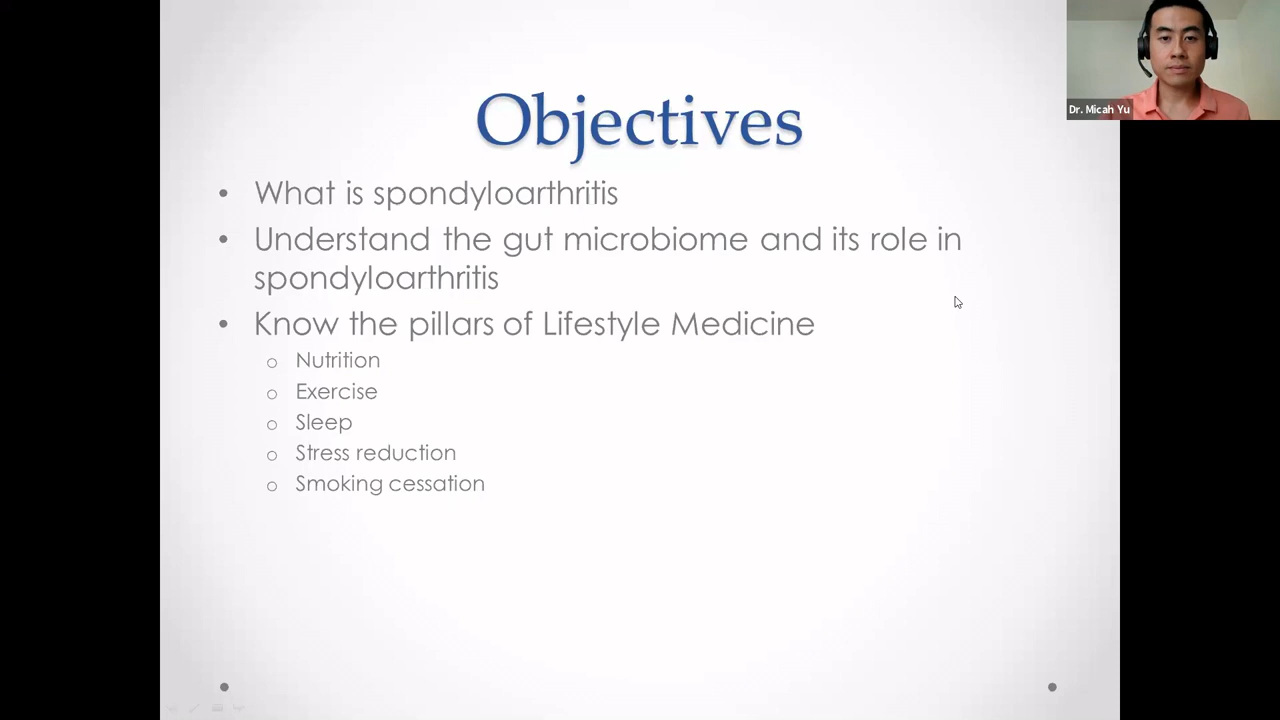 Objectives
• What is spondyloarthritis
• Understand the gut microbiome and its role in
spondyloarthritis
• Know the pillars of Lifestyle Medicine
o Nutrition
o Exercise
o Sleep
o Stress reduction
o Smoking cessation
Dr. Micah Yu